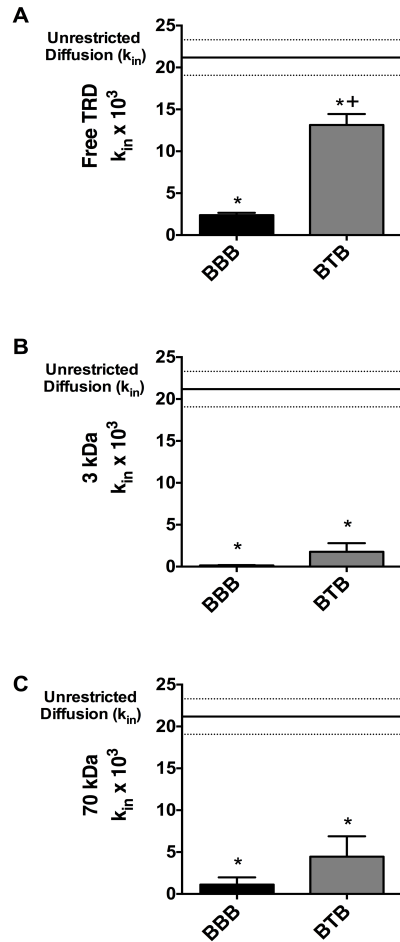 A
25
Unrestricted
Diffusion (kin)
20
Free TRD
kin x 10³
15
10
5
0
*
*+
BBB
BTB
B
25
Unrestricted
Diffusion (kin)
20
3 kDa
kin x 10³
15
10
5
0
*
*
BBB
BTB
C
25
Unrestricted
Diffusion (kin)
20
70 kDa
kin x 10³
15
10
5
0
*
*
BBB
BTB